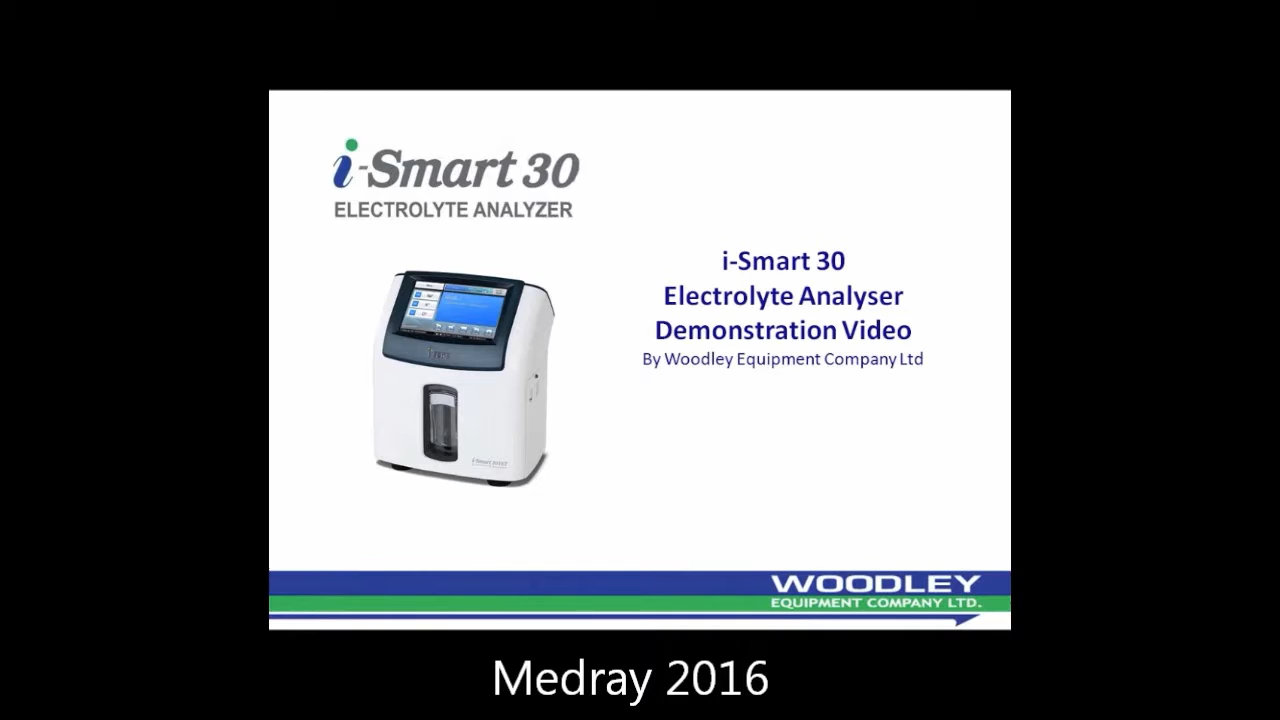 i-Smart 30
ELECTROLYTE ANALYZER
i-Smart 30
Electrolyte Analyser
Demonstration Video
By Woodley Equipment Company Ltd
WOODLEY
EQUIPMENT COMPANY LTD.
Medray 2016